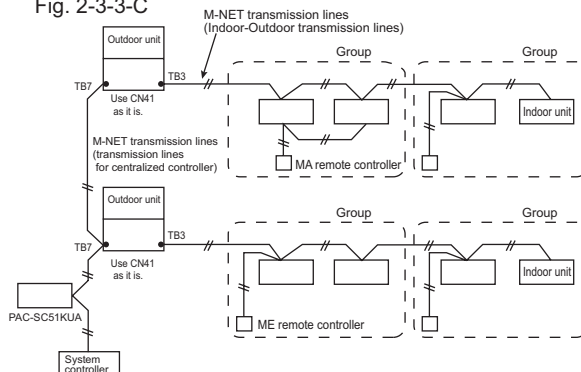 Fig. 2-3-3-C
M-NET transmission lines
(Indoor-Outdoor transmission lines)
Outdoor unit
Group
Group
TB7
TB3
Use CN41
as it is.
Indoor unit
M-NET transmission lines
(transmission lines
for centralized controller)
MA remote controller
Outdoor unit
Group
Group
TB7
TB3
Use CN41
as it is.
Indoor unit
PAC-SC51KUA
ME remote controller
System
controller